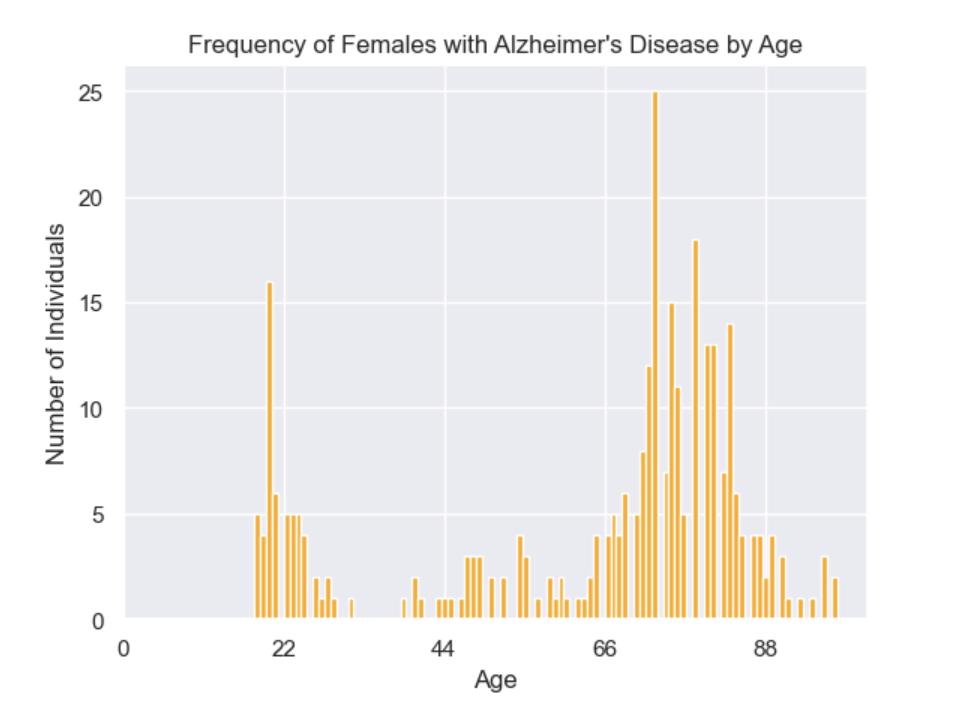 Frequency of Females with Alzheimer's Disease by Age
25
20
15
10
5
0
Number of Individuals
0 22 44 66 88
Age